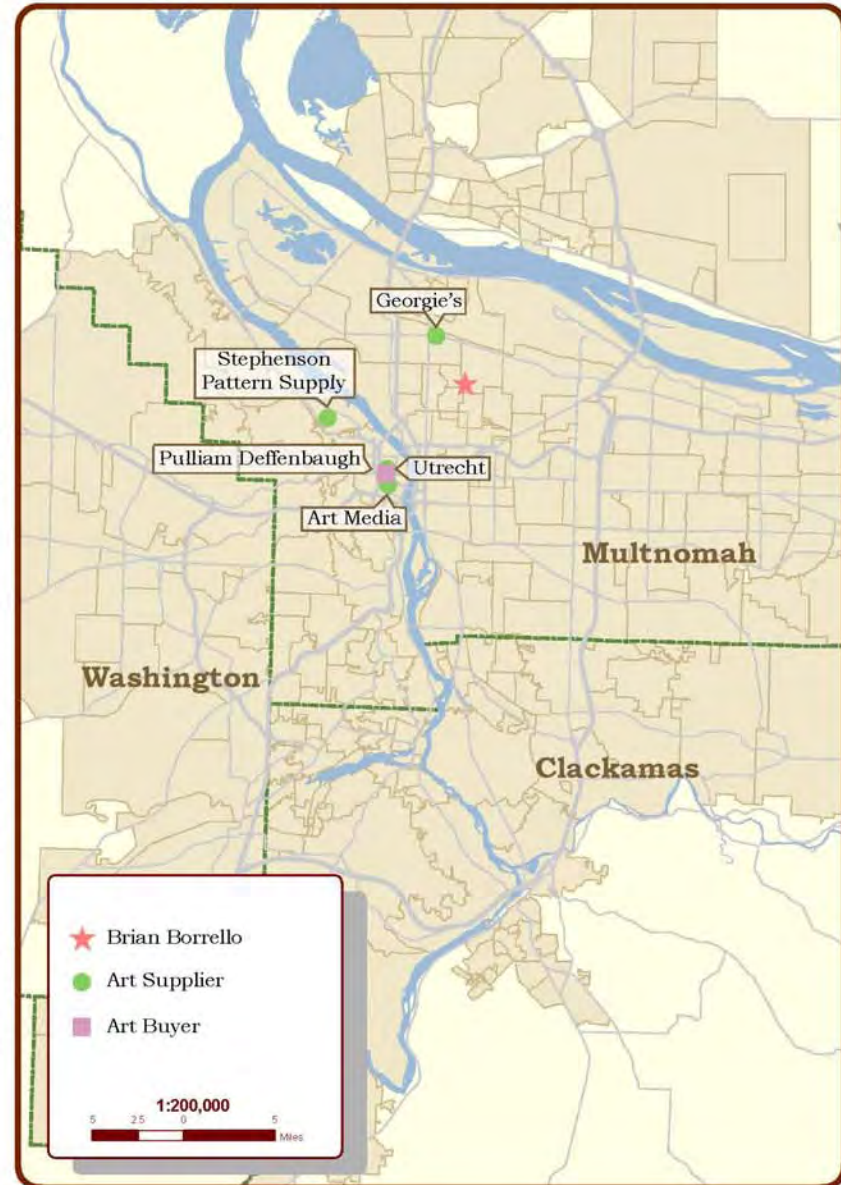 Georgie's
Stephenson
Pattern Supply
Pulliam Deffenbaugh
Utrecht
Art Media
Multnomah
Washington
Clackamas
Brian Borrello
Art Supplier
Art Buyer
1:200,000
5 2.5 0 5
Miles